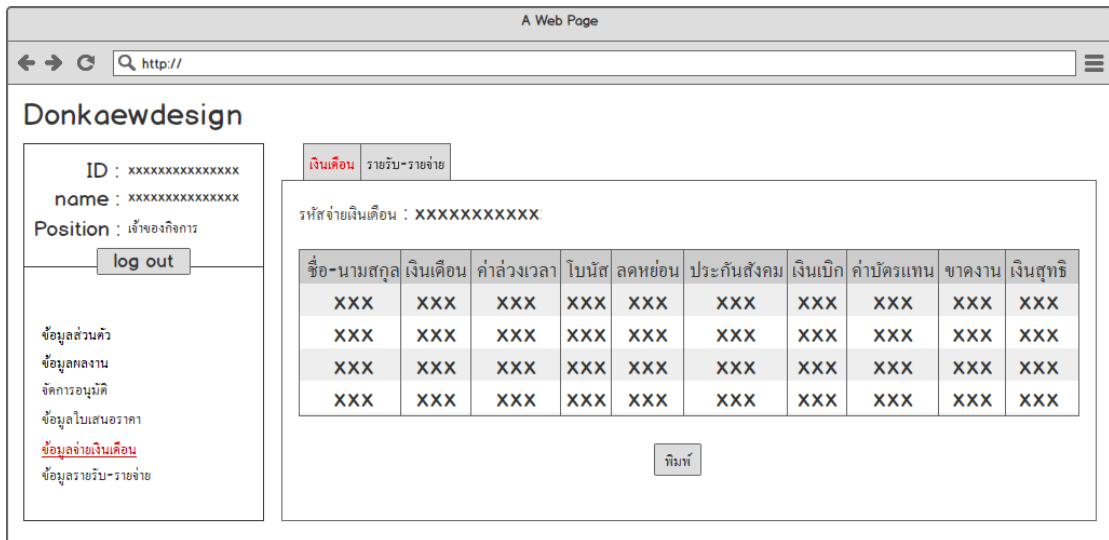 A Web Page
http://
Donkaewdesign
ID : xxxxxxxxxxxxxxx
name : xxxxxxxxxxxxxxx
Position : เจ้าของกิจการ
log out
ข้อมูลส่วนตัว
ข้อมูลผลงาน
จัดการอนุมัติ
ข้อมูลใบเสนอราคา
ข้อมูลจ่ายเงินเดือน
ข้อมูลรายรับ-รายจ่าย
เงินเดือน รายรับ-รายจ่าย
รหัสจ่ายเงินเดือน : xxxxxxxxxxx
ชื่อ-นามสกุล เงินเดือน ค่าล่วงเวลา โบนัส ลดหย่อน ประกันสังคม เงินเบิก ค่าบัตรแทน ขาดงาน เงินสุทธิ
xxx xxx xxx xxx xxx xxx xxx xxx xxx xxx
xxx xxx xxx xxx xxx xxx xxx xxx xxx xxx
xxx xxx xxx xxx xxx xxx xxx xxx xxx xxx
xxx xxx xxx xxx xxx xxx xxx xxx xxx xxx
พิมพ์